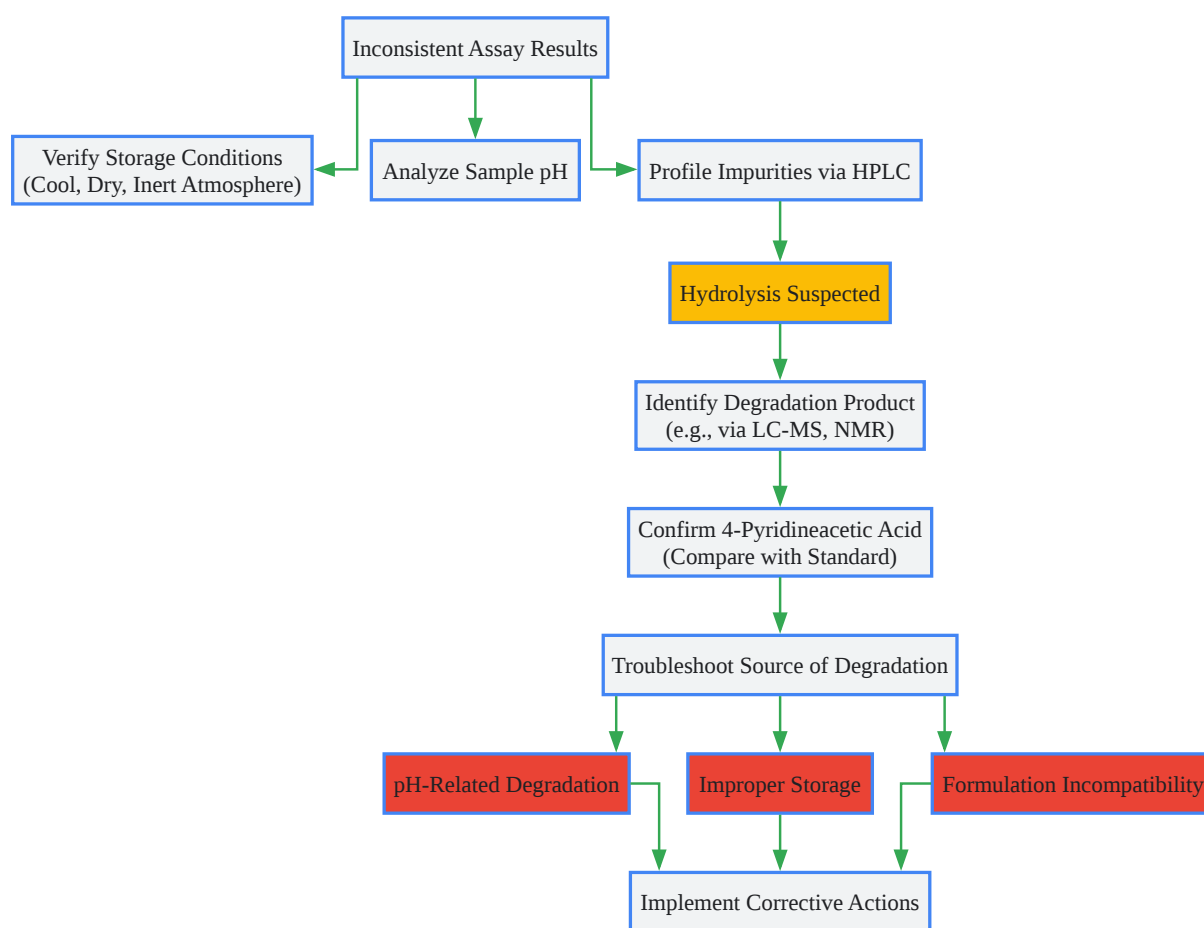 Inconsistent Assay Results
Verify Storage Conditions
(Cool, Dry, Inert Atmosphere)
Analyze Sample pH
Profile Impurities via HPLC
Hydrolysis Suspected
Identify Degradation Product
(e.g., via LC-MS, NMR)
Confirm 4-Pyridineacetic Acid
(Compare with Standard)
Troubleshoot Source of Degradation
pH-Related Degradation
Improper Storage
Formulation Incompatibility
Implement Corrective Actions